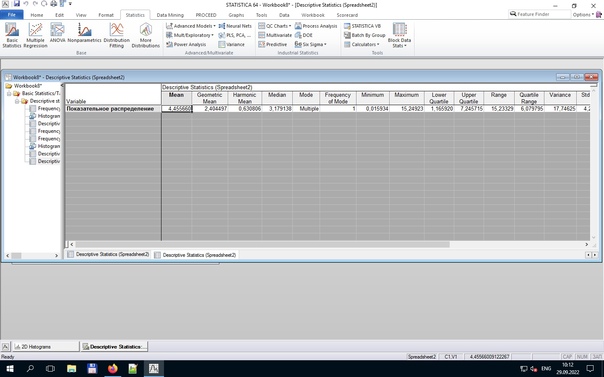 STATISTICA 64 - Workbook8* - [Descriptive Statistics (Spreadsheet2)]
File Home Edit View Format Statistics Data Mining PROCEED Graphs Tools Data Workbook Scorecard Feature Finder Options
Basic Statistics Multiple Regression ANOVA Nonparametrics Distribution Fitting More Distributions
Advanced Models Neural Nets QC Charts Process Analysis STATISTICA VB
Mult/Exploratory PLS, PCA, ... Multivariate DOE Batch By Group
Power Analysis Variance Predictive Six Sigma Calculators
Block Data Stats
Base Advanced/Multivariate Industrial Statistics Tools
Workbook8* - Descriptive Statistics (Spreadsheet2)
Workbook8*
Basic Statistics/T
Descriptive st
Frequency
Histogram
Descriptiv
Frequency
Frequency
Histogram
Descriptiv
Descriptiv
Descriptive Statistics (Spreadsheet2)
Variable Mean Geometric Mean Harmonic Mean Median Mode Frequency of Mode Minimum Maximum Lower Quartile Upper Quartile Range Quartile Range Variance Std
Показательное распределение 4,455660 2,404497 0,630806 3,179138 Multiple 1 0,015934 15,24923 1,165920 7,245715 15,23329 6,079795 17,74625 4,2
Descriptive Statistics (Spreadsheet2) Descriptive Statistics (Spreadsheet2)
2D Histograms Descriptive Statistics:...
Ready Spreadsheet2 C1,V1 4,45566009122267 CAP NUM
ENG
10:12
29.09.2022